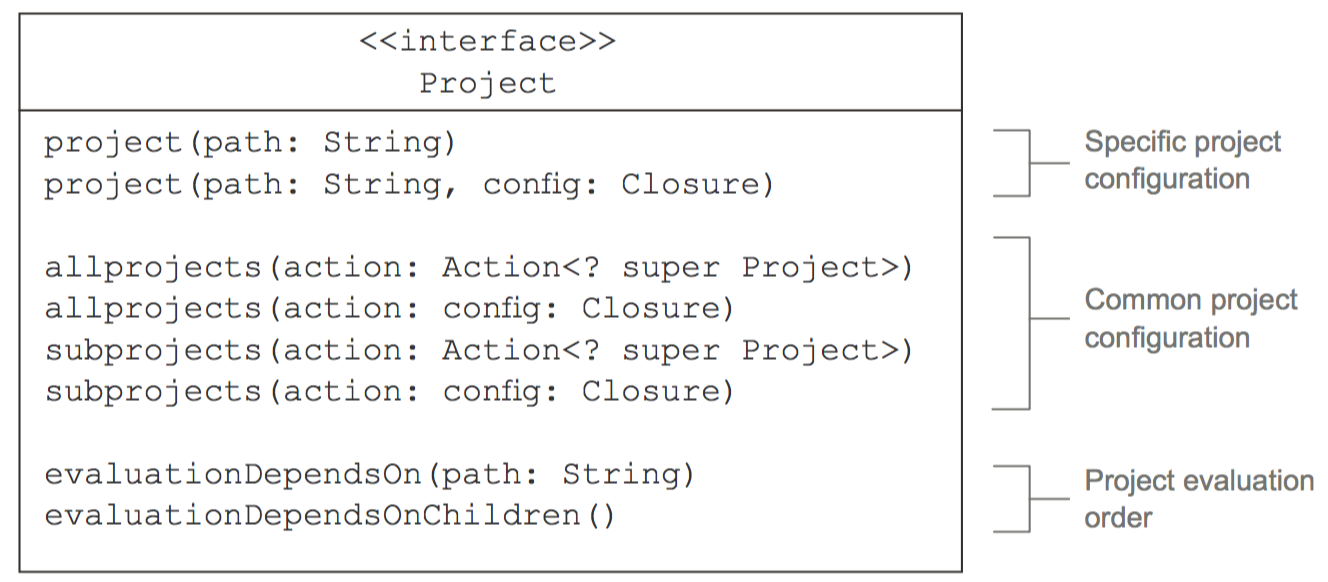 <<interface>>
Project
project(path: String)
project(path: String, config: Closure)
Specific project
configuration
allprojects(action: Action<? super Project>)
allprojects(action: config: Closure)
subprojects(action: Action<? super Project>)
subprojects(action: config: Closure)
Common project
configuration
evaluationDependsOn(path: String)
evaluationDependsOnChildren()
Project evaluation
order